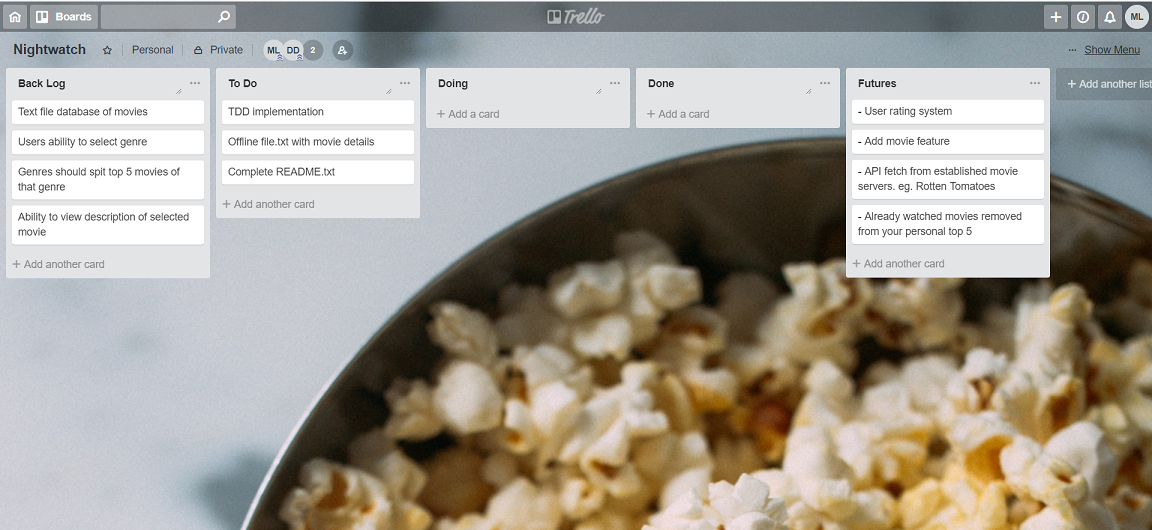 Boards
Trello
ML
Nightwatch
Personal
Private
ML DD 2
Show Menu
Back Log
Text file database of movies
Users ability to select genre
Genres should spit top 5 movies of
that genre
Ability to view description of selected
movie
+ Add another card
To Do
TDD implementation
Offline file.txt with movie details
Complete README.txt
+ Add another card
Doing
+ Add a card
Done
+ Add a card
Futures
- User rating system
- Add movie feature
- API fetch from established movie
servers. eg. Rotten Tomatoes
- Already watched movies removed
from your personal top 5
+ Add another card
+ Add another list